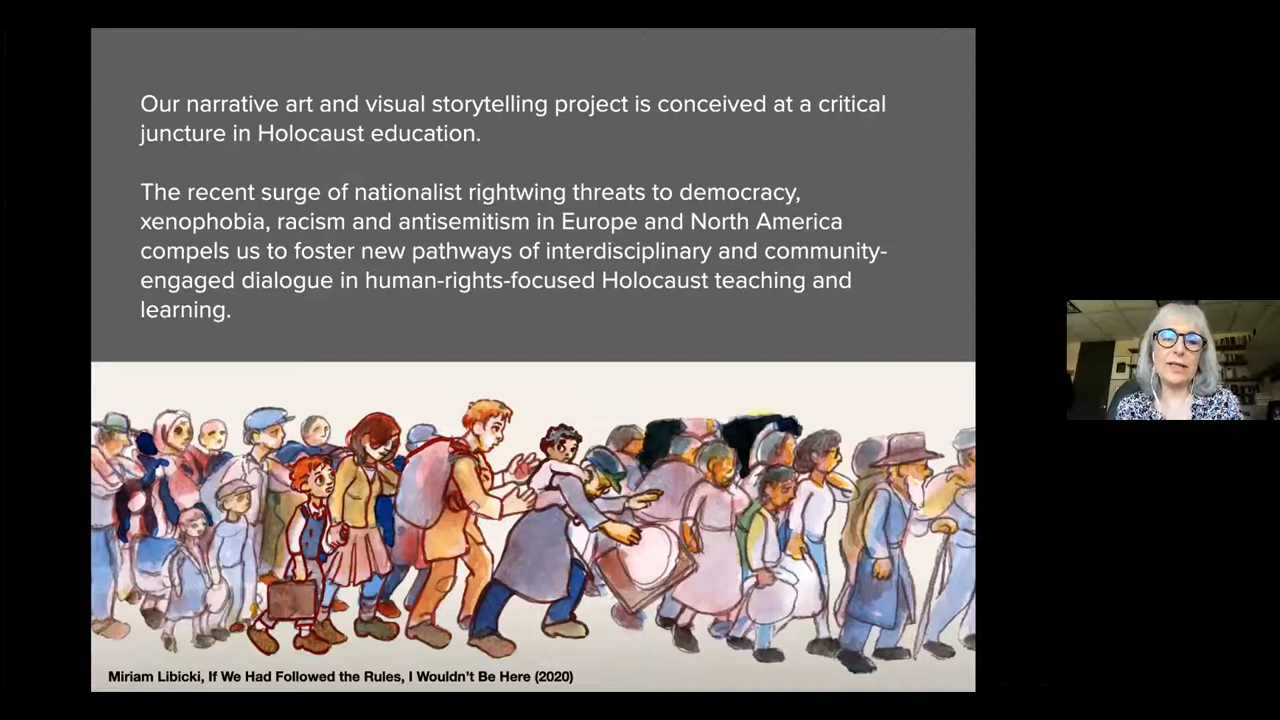 Our narrative art and visual storytelling project is conceived at a critical
juncture in Holocaust education.
The recent surge of nationalist rightwing threats to democracy,
xenophobia, racism and antisemitism in Europe and North America
compels us to foster new pathways of interdisciplinary and community-
engaged dialogue in human-rights-focused Holocaust teaching and
learning.
Miriam Libicki, If We Had Followed the Rules, I Wouldn't Be Here (2020)